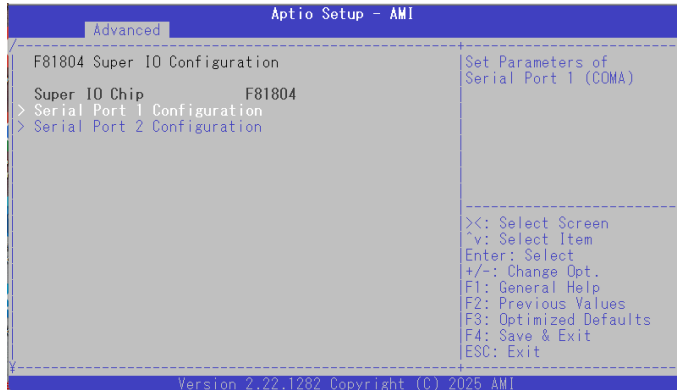 Aptio Setup - AMI
Advanced
F81804 Super IO Configuration
Super IO Chip F81804
> Serial Port 1 Configuration
> Serial Port 2 Configuration
Set Parameters of
Serial Port 1 (COMA)
><: Select Screen
^v: Select Item
Enter: Select
+/-: Change Opt.
F1: General Help
F2: Previous Values
F3: Optimized Defaults
F4: Save & Exit
ESC: Exit
Version 2.22.1282 Copyright (C) 2025 AMI